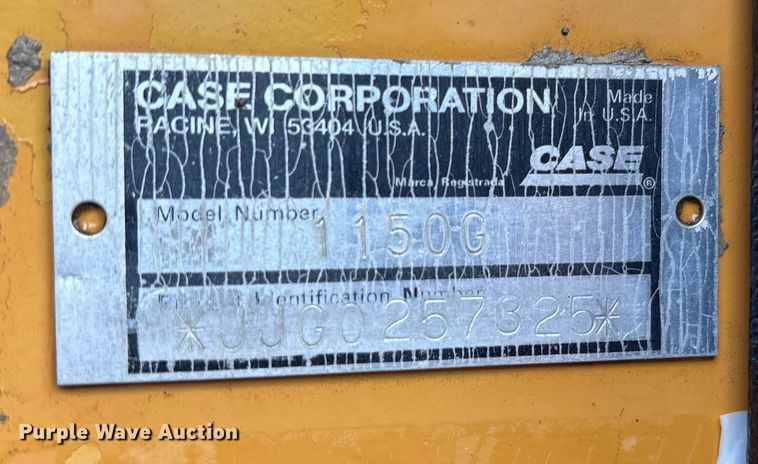 CASE CORPORATION
RACINE, WI 53404 U.S.A.
Made
In U.S.A.
CASE
Marca Registrada
®
Model Number
1150G
Product Identification Number
*JJG0257325*
Purple Wave Auction